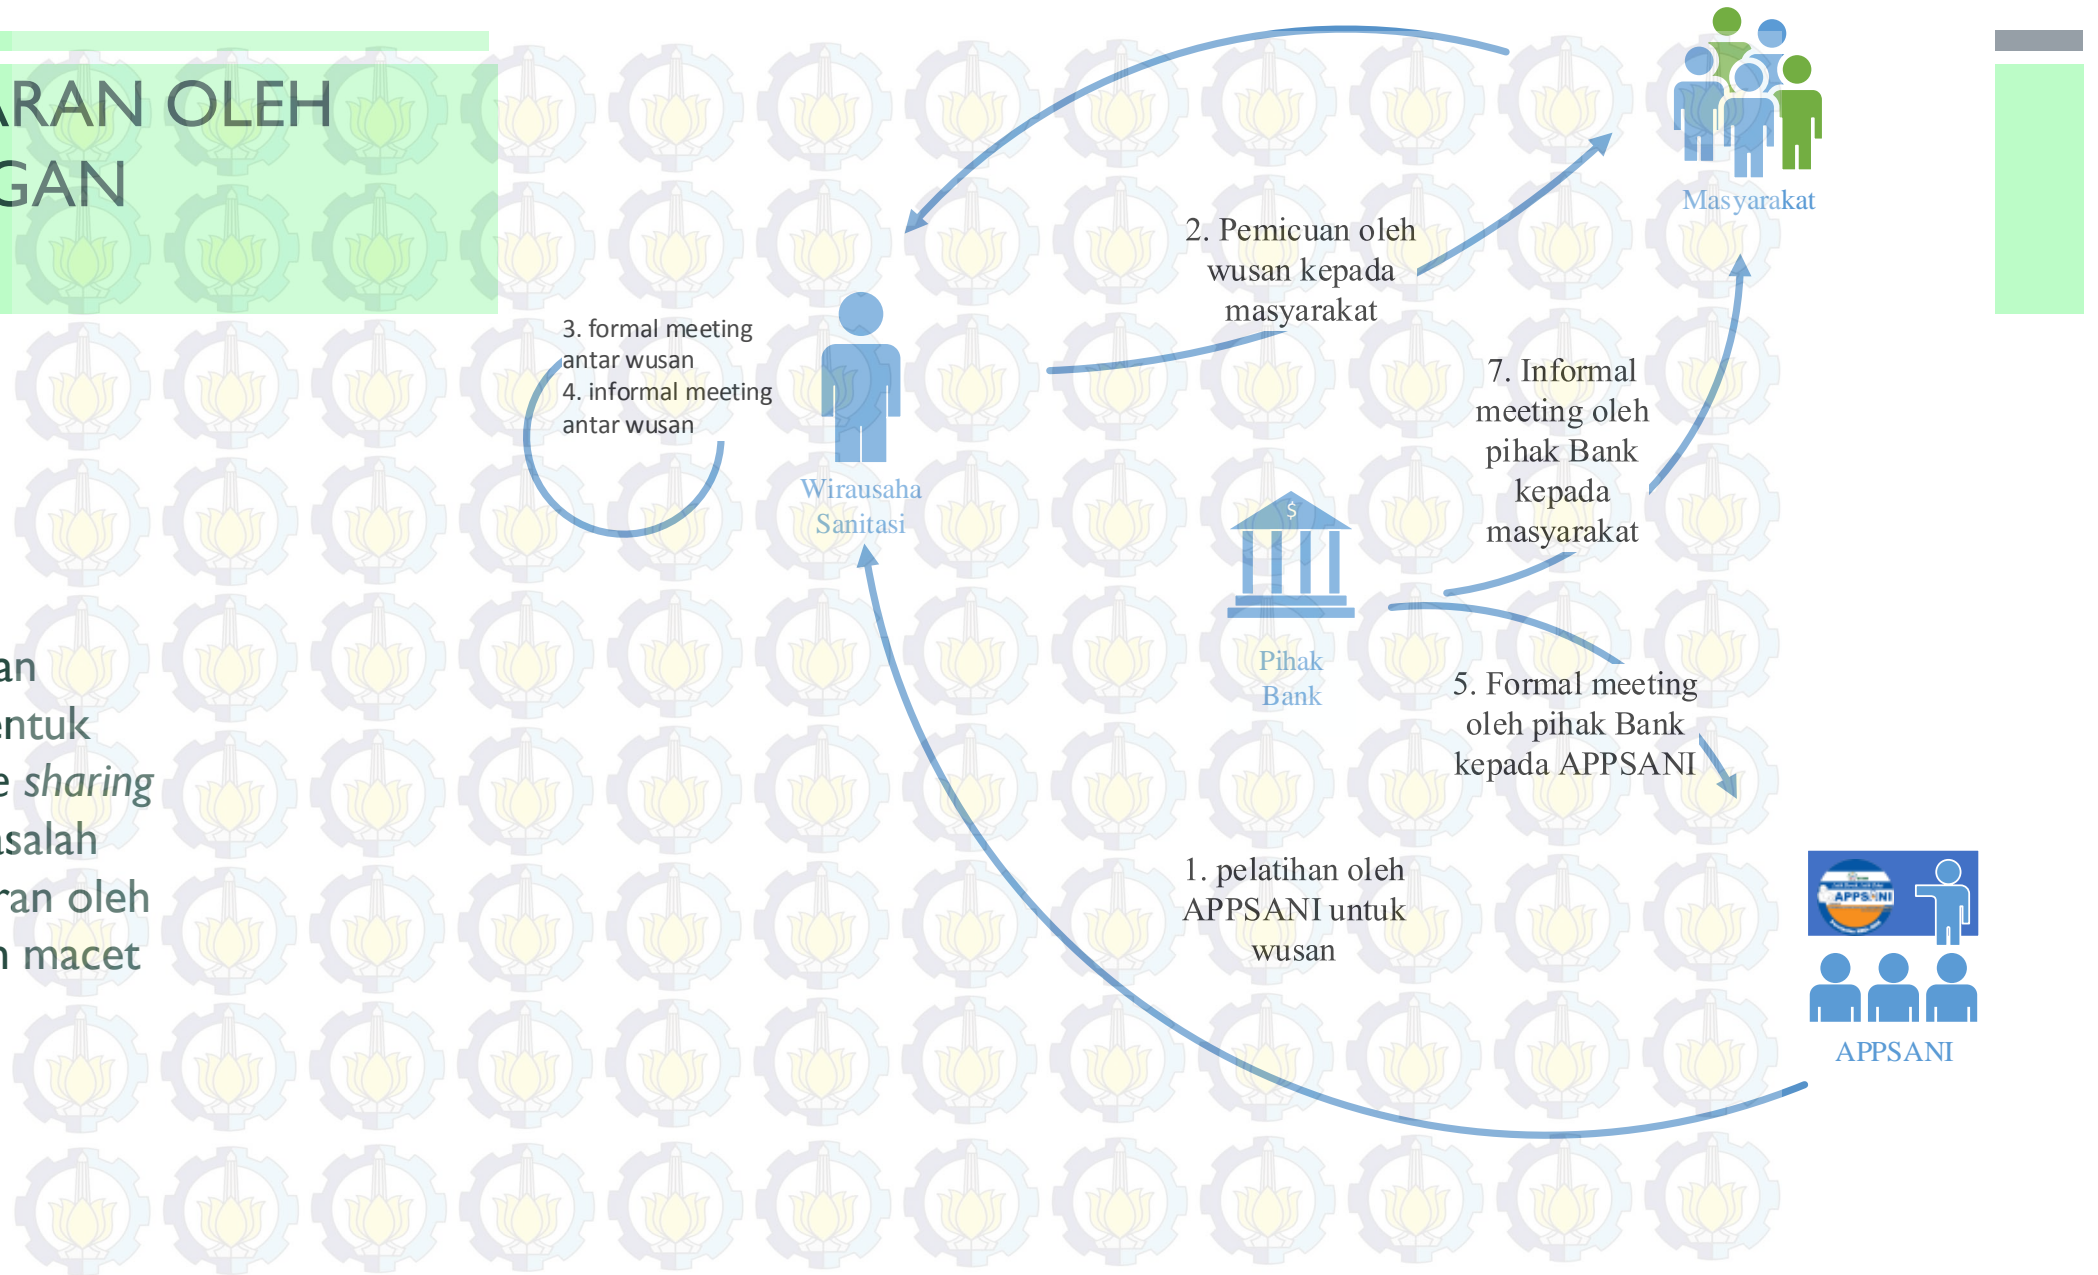 ARAN OLEH
GAN
Masyarakat
2. Pemicuan oleh
wusan kepada
masyarakat
3. formal meeting
antar wusan
4. informal meeting
antar wusan
7. Informal
meeting oleh
pihak Bank
kepada
masyarakat
Wirausaha
Sanitasi
$
Pihak
Bank
an
entuk
e sharing
asalah
ran oleh
n macet
5. Formal meeting
oleh pihak Bank
kepada APPSANI
1. pelatihan oleh
APPSANI untuk
wusan
APPSANI
APPSANI